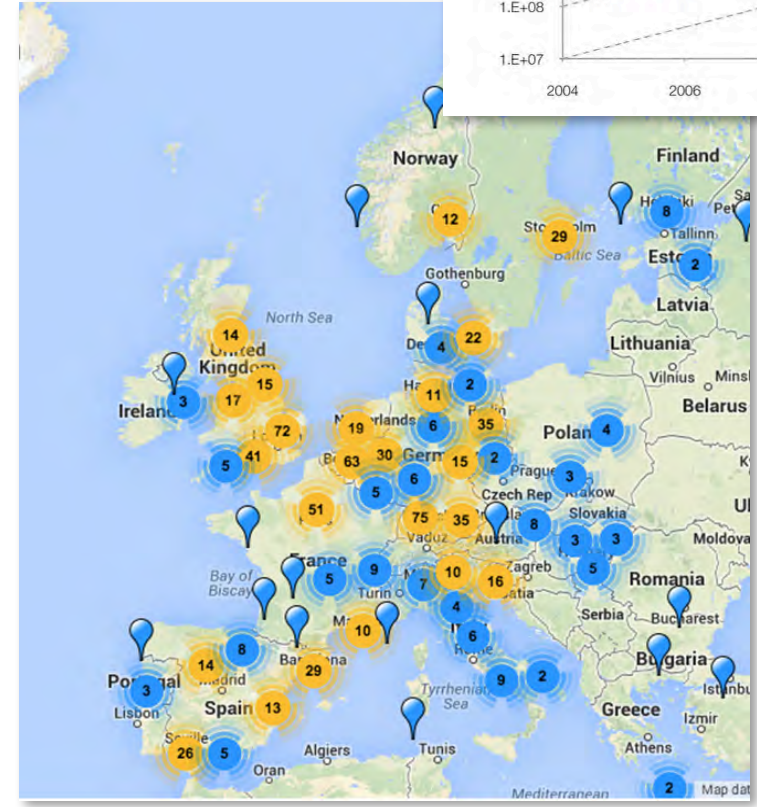 1.E+08
1.E+07
2004 2006
Norway
Finland
12
8
29
Tallinn
Baltic Sea
2
Gothenburg
Latvia
North Sea
14
22
4
United
Kingdom
Lithuania
15
2
Vilnius
17
3
11
Belarus
Ireland
72
19
6
35
4
Poland
41
5
63
30
15
2
Prague
6
3
5
Czech Rep
Krakow
51
75
35
8
Slovakia
Vaduz
Austria
3
3
Moldova
France
9
10
Zagreb
5
Bay of
Biscay
5
7
16
Romania
Turin
4
Serbia
Bucharest
10
6
8
14
29
Bulgaria
Portugal
3
Madrid
9
2
Tyrrhenian
Sea
Lisbon
Spain
13
Greece
Izmir
Seville
26
5
Algiers
Tunis
Athens
Oran
Mediterranean
2
Map dat